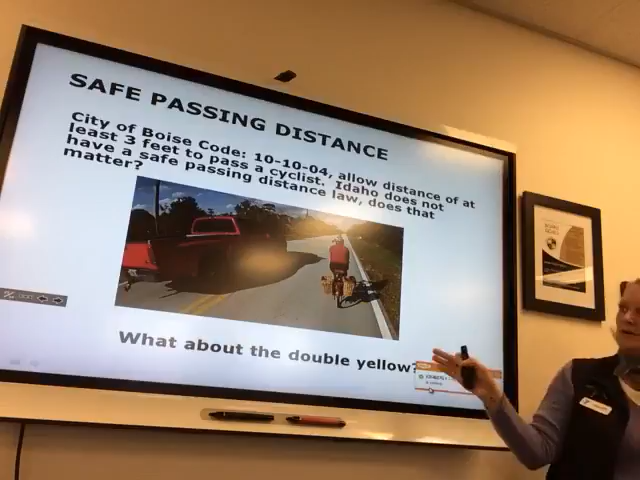 SAFE PASSING DISTANCE
City of Boise Code: 10-10-04, allow distance of at
least 3 feet to pass a cyclist. Idaho does not
have a safe passing distance law, does that
matter?
What about the double yellow?